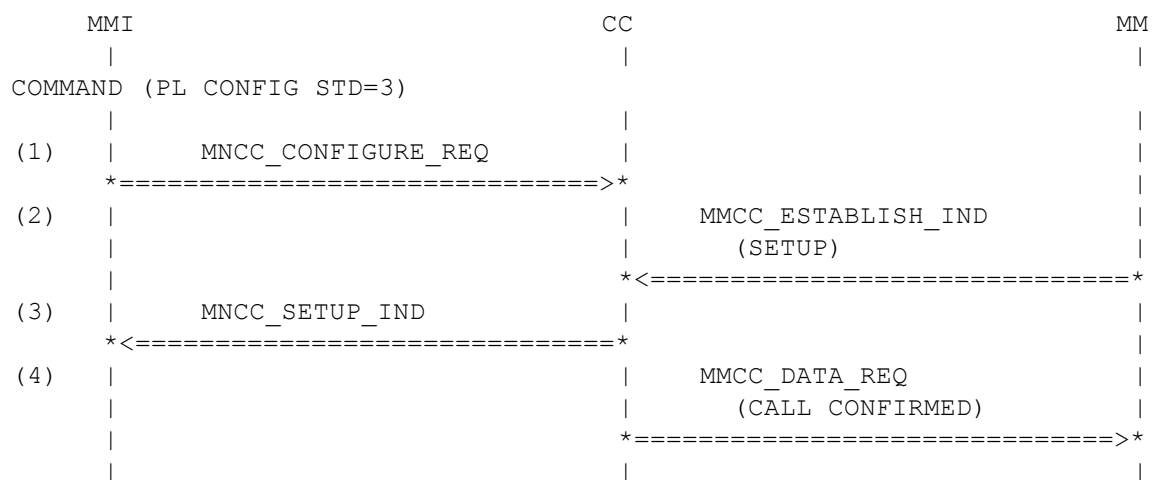 MMI CC MM
COMMAND (PL CONFIG STD=3)
(1) MNCC_CONFIGURE_REQ
(2) MMCC_ESTABLISH_IND
(SETUP)
(3) MNCC_SETUP_IND
(4) MMCC_DATA_REQ
(CALL CONFIRMED)